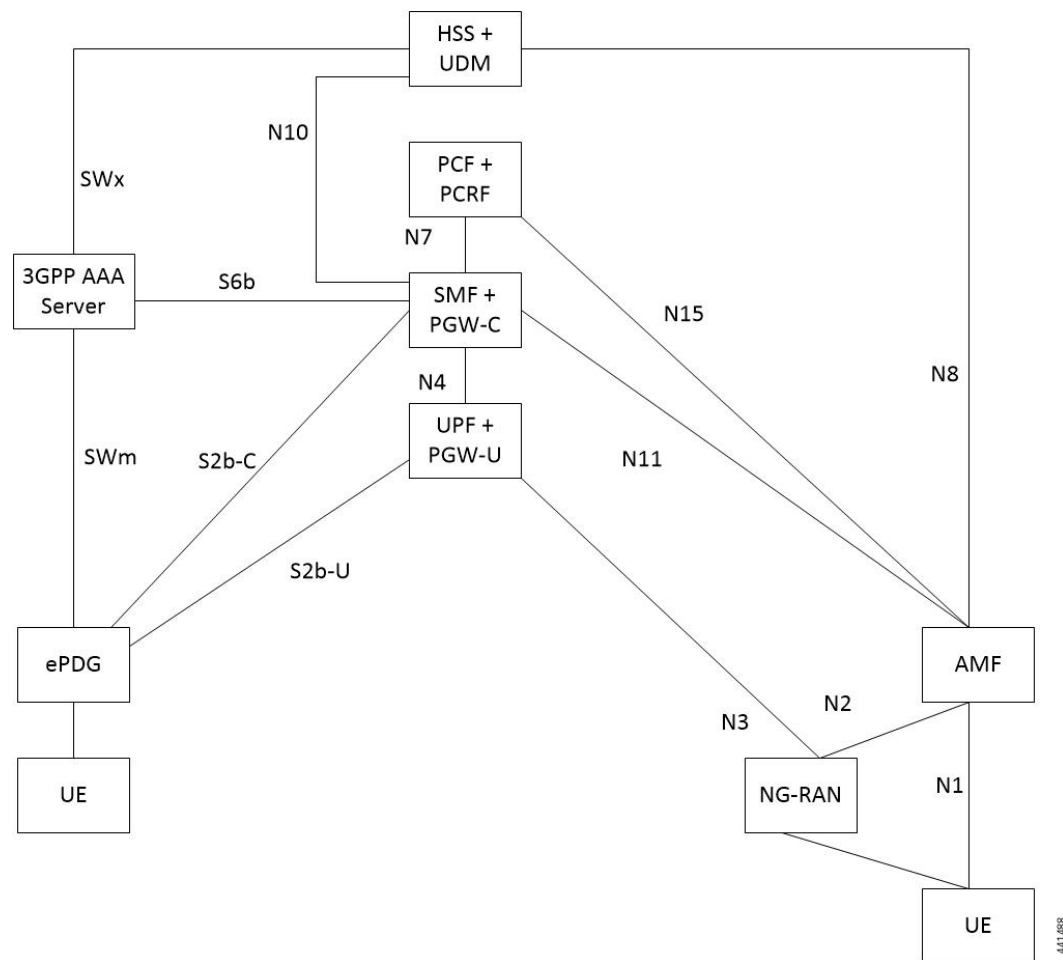 HSS +
UDM
N10
PCF +
PCRF
SWx
N7
3GPP AAA
Server
S6b
SMF +
PGW-C
N15
N4
N8
UPF +
PGW-U
SWm
S2b-C
N11
S2b-U
ePDG
AMF
N2
N3
UE
NG-RAN
N1
UE
441488